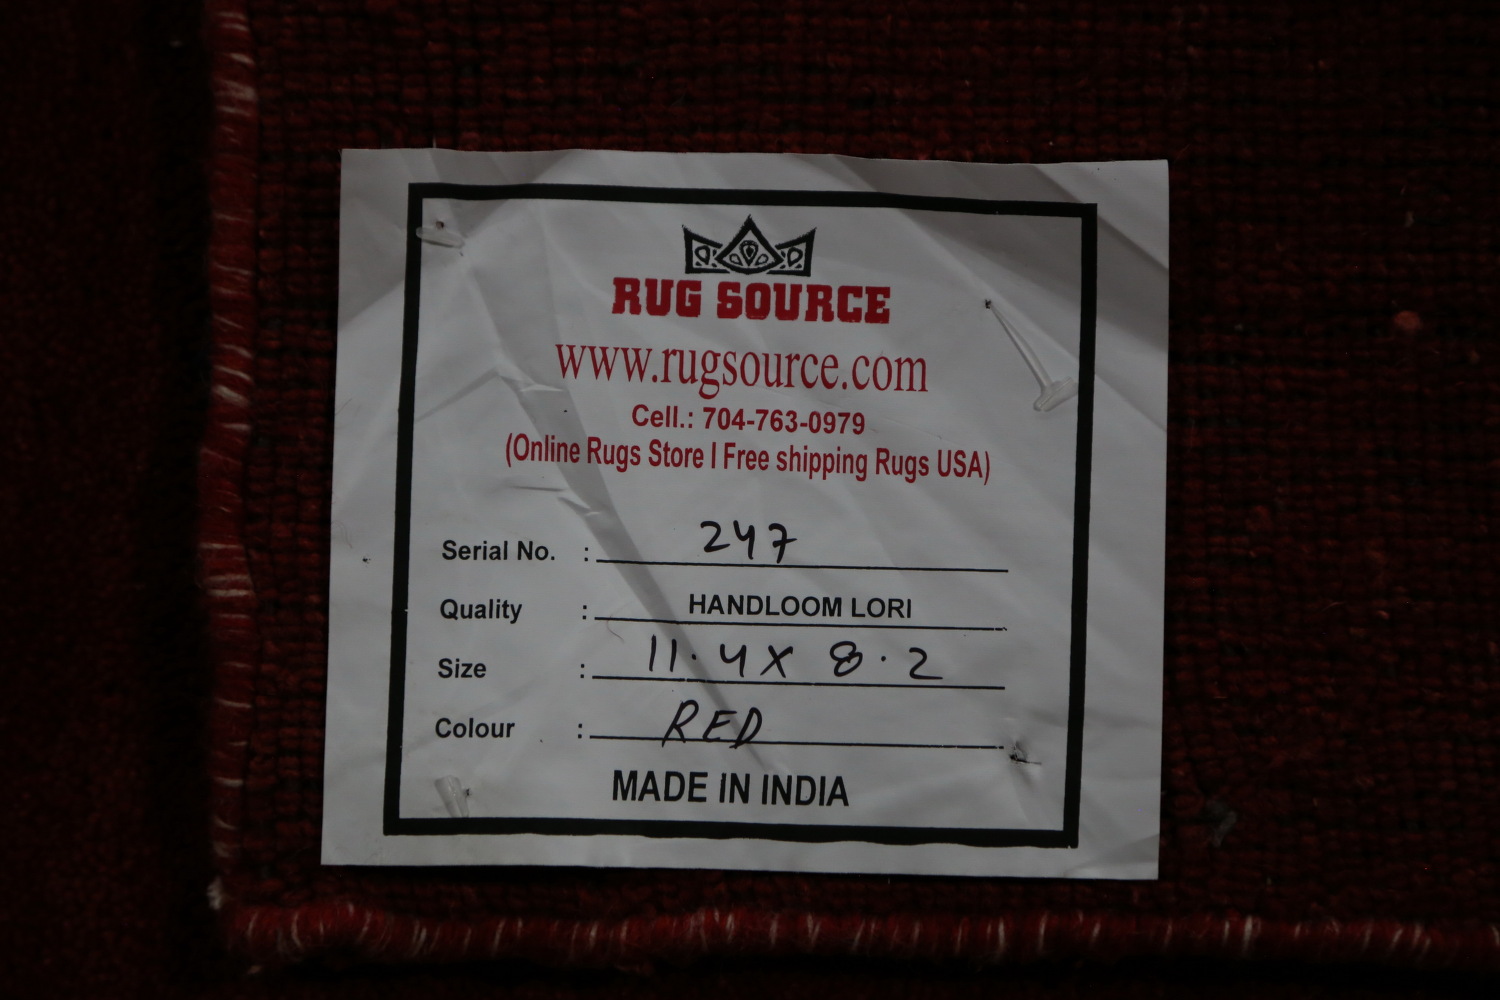 RUG SOURCE
www.rugsource.com
Cell.: 704-763-0979
(Online Rugs Store I Free shipping Rugs USA)
Serial No. : 247
Quality : HANDLOOM LORI
Size : 11.4 X 8.2
Colour : RED
MADE IN INDIA